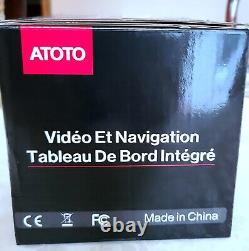 ATOTO
Vidéo Et Navigation
Tableau De Bord Intégré
CE FC Made in China